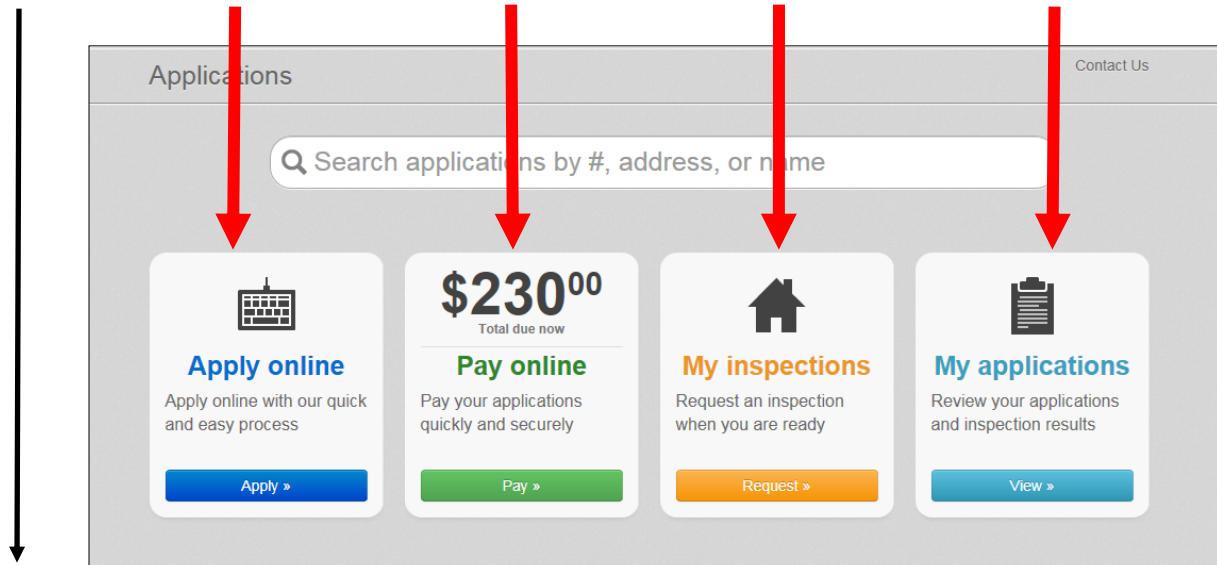 Applications
Contact Us
Search applications by #, address, or name
Apply online
Apply online with our quick
and easy process
Apply »
$230⁰⁰
Total due now
Pay online
Pay your applications
quickly and securely
Pay »
My inspections
Request an inspection
when you are ready
Request »
My applications
Review your applications
and inspection results
View »